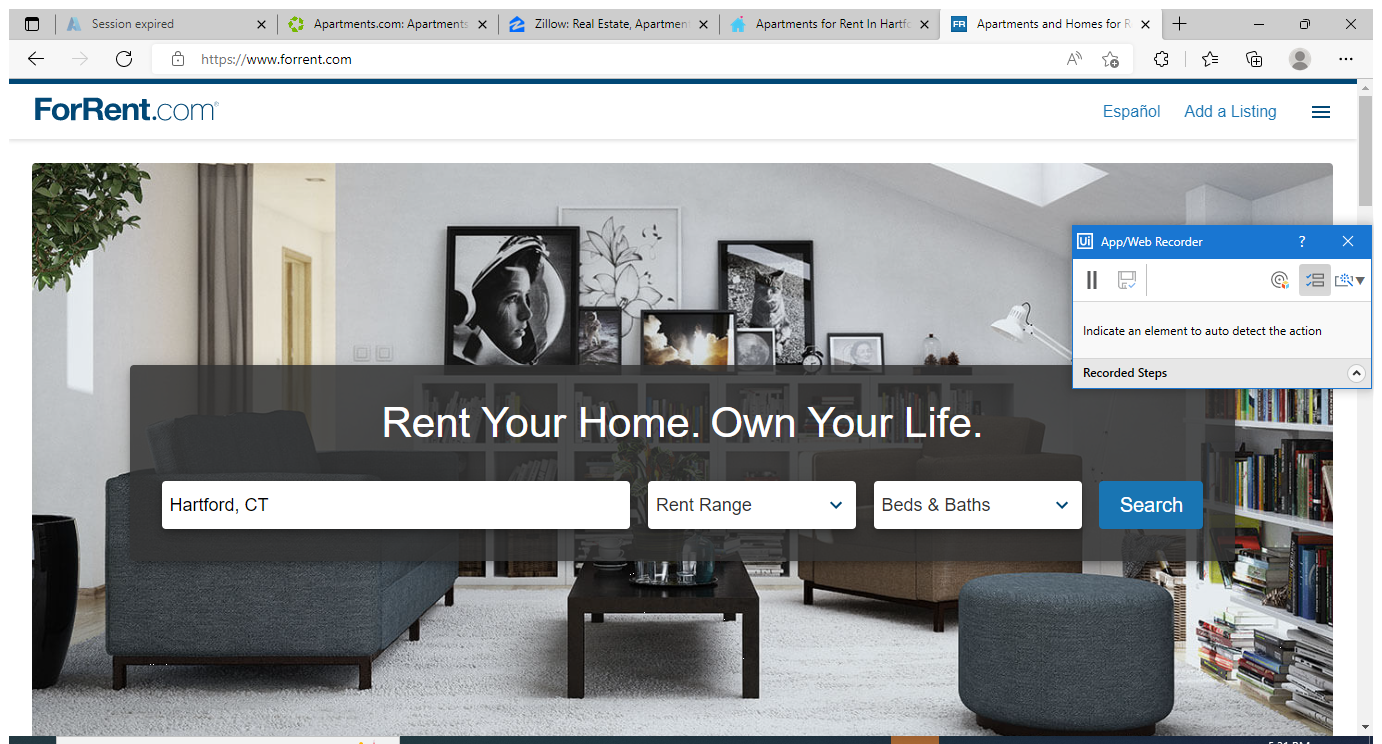 Session expired
Apartments.com: Apartments
Zillow: Real Estate, Apartmen
Apartments for Rent In Hartfo
FR Apartments and Homes for R
https://www.forrent.com
ForRent.com®
Español Add a Listing
Ui App/Web Recorder ?
Indicate an element to auto detect the action
Recorded Steps
Rent Your Home. Own Your Life.
Hartford, CT Rent Range Beds & Baths Search